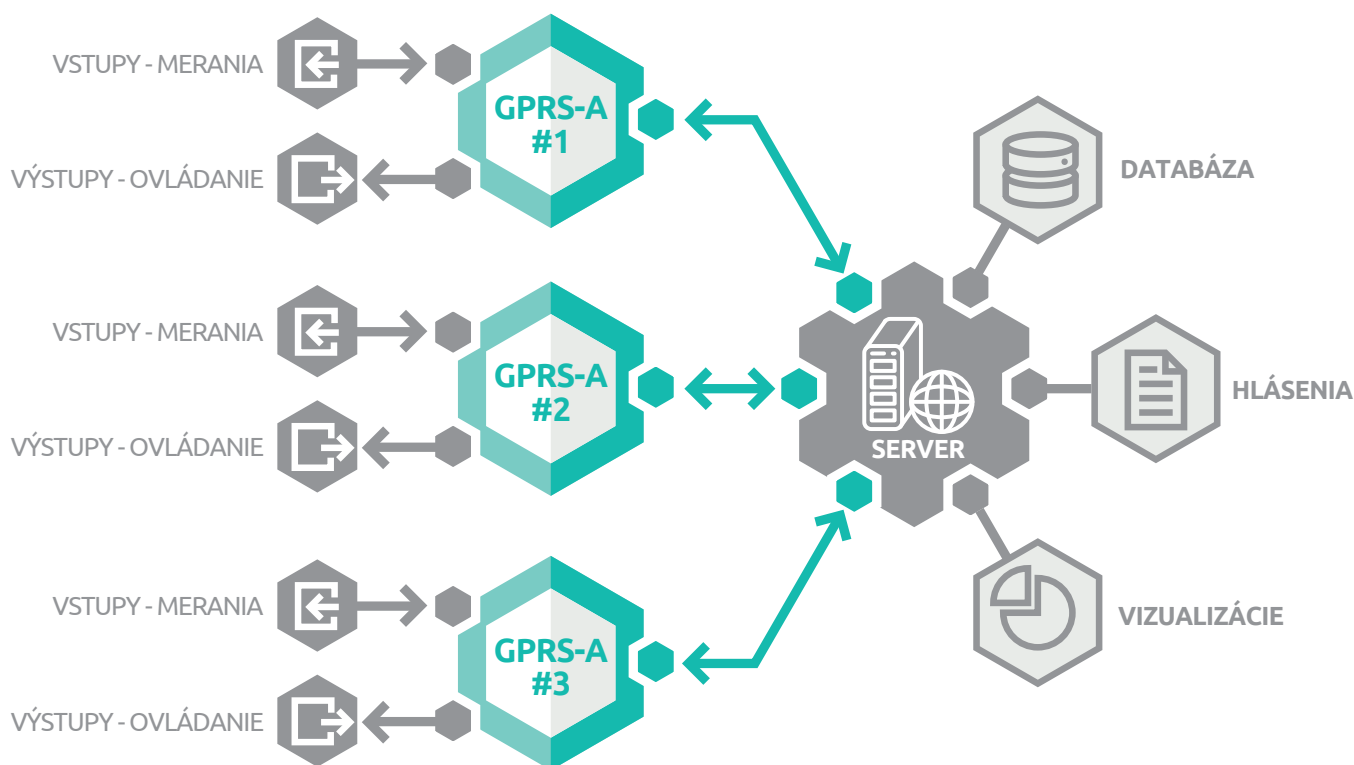 VSTUPY - MERANIA
GPRS-A
#1
VÝSTUPY - OVLÁDANIE
DATABÁZA
VSTUPY - MERANIA
GPRS-A
#2
VÝSTUPY - OVLÁDANIE
SERVER
HLÁSENIA
VSTUPY - MERANIA
GPRS-A
#3
VÝSTUPY - OVLÁDANIE
VIZUALIZÁCIE